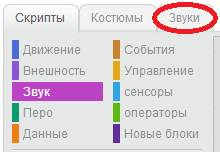 Скрипты Костюмы Звуки
Движение События
Внешность Управление
Звук сенсоры
Перо операторы
Данные Новые блоки